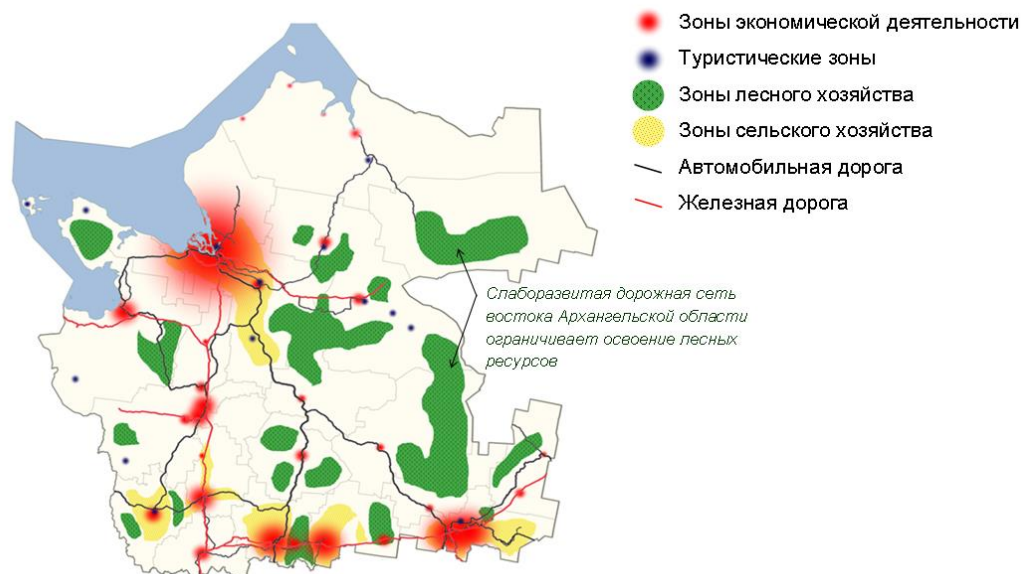 Зоны экономической деятельности
Туристические зоны
Зоны лесного хозяйства
Зоны сельского хозяйства
Автомобильная дорога
Железная дорога
Слаборазвитая дорожная сеть
востока Архангельской области
ограничивает освоение лесных
ресурсов